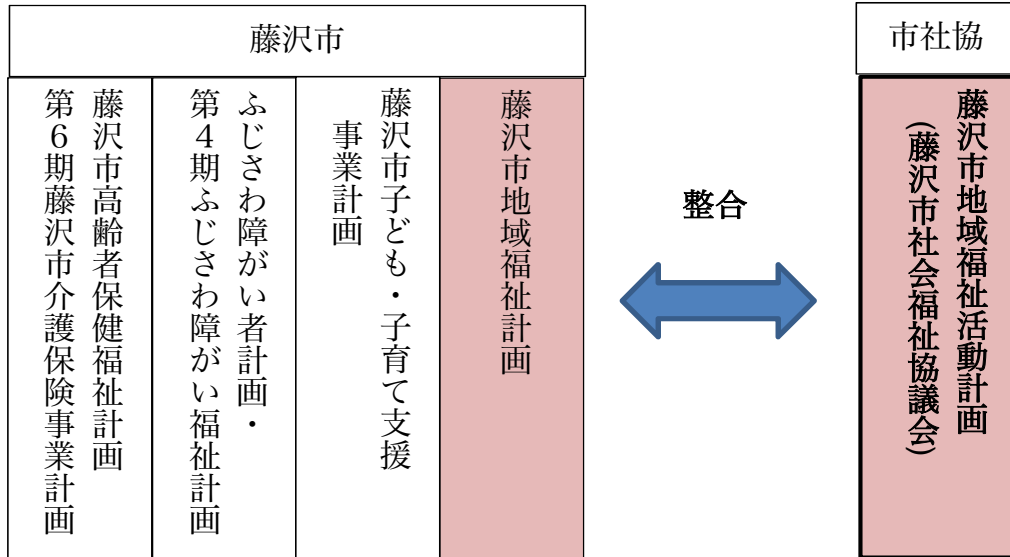 藤沢市
藤沢市地域福祉計画
藤沢市子ども・子育て支援
事業計画
ふじさわ障がい者計画・
第４期ふじさわ障がい福祉計画
藤沢市高齢者保健福祉計画
第６期藤沢市介護保険事業計画
整合
市社協
藤沢市地域福祉活動計画
(藤沢市社会福祉協議会)